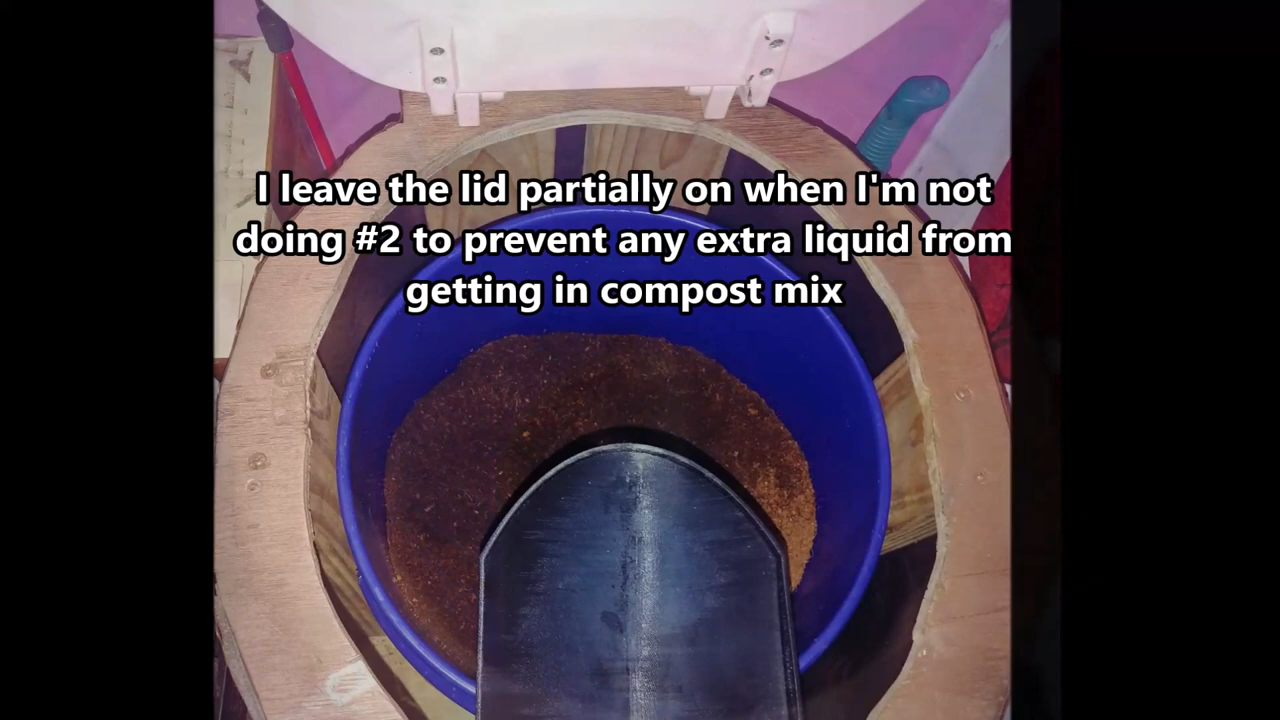 I leave the lid partially on when I'm not
doing #2 to prevent any extra liquid from
getting in compost mix